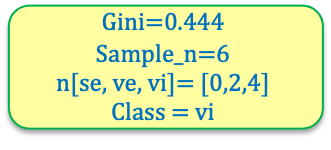 Gini=0.444
Sample_n=6
n[se, ve, vi]= [0,2,4]
Class = vi